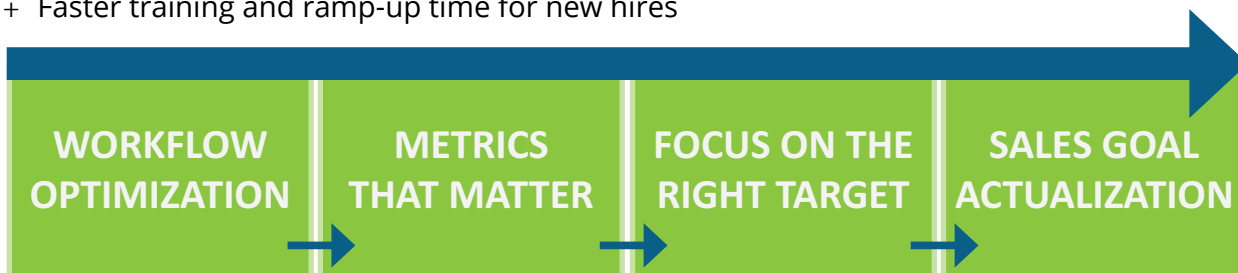 + Faster training and ramp-up time for new hires
WORKFLOW
OPTIMIZATION
METRICS
THAT MATTER
FOCUS ON THE
RIGHT TARGET
SALES GOAL
ACTUALIZATION